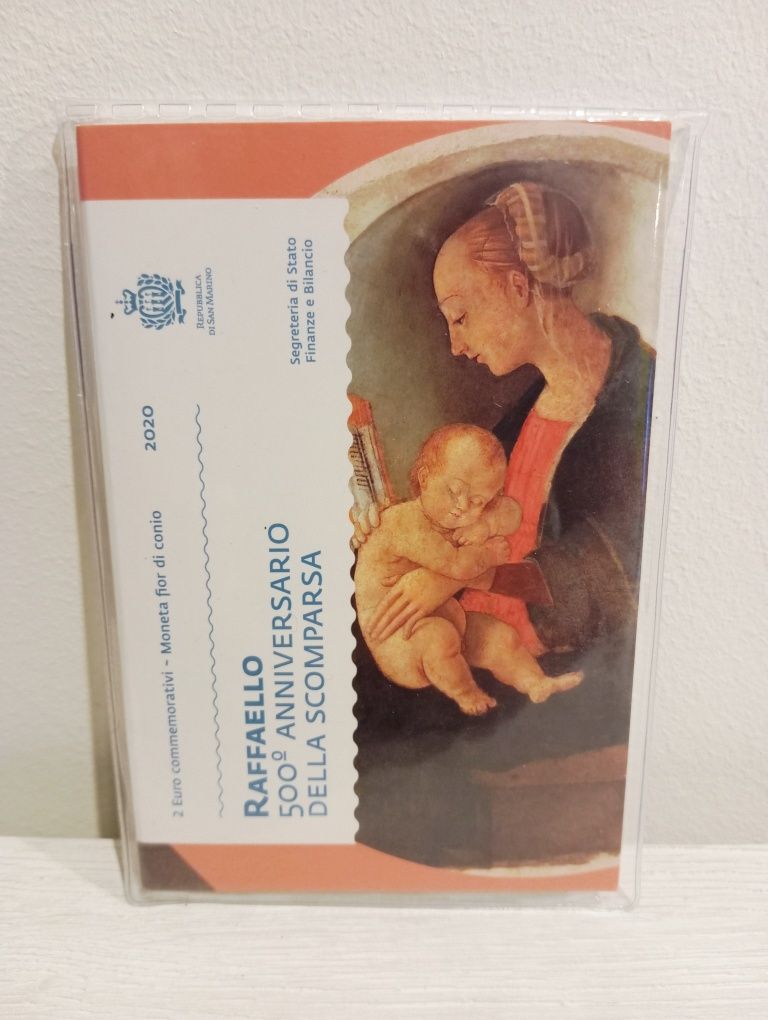 REPUBBLICA
DI SAN MARINO
Segreteria di Stato
Finanze e Bilancio
2 Euro commemorativi ~ Moneta fior di conio 2020
RAFFAELLO
500º ANNIVERSARIO
DELLA SCOMPARSA